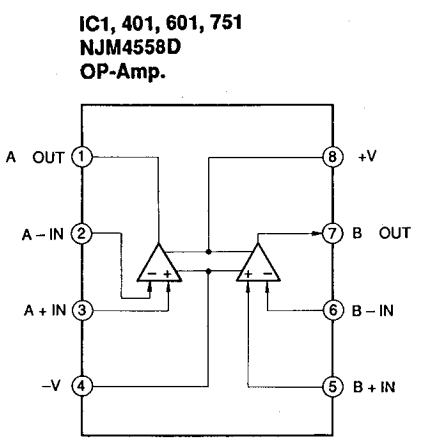 IC1, 401, 601, 751
NJM4558D
OP-Amp.
A OUT 1
8 +V
A – IN 2
7 B OUT
– +
+ –
A + IN 3
6 B – IN
–V 4
5 B + IN